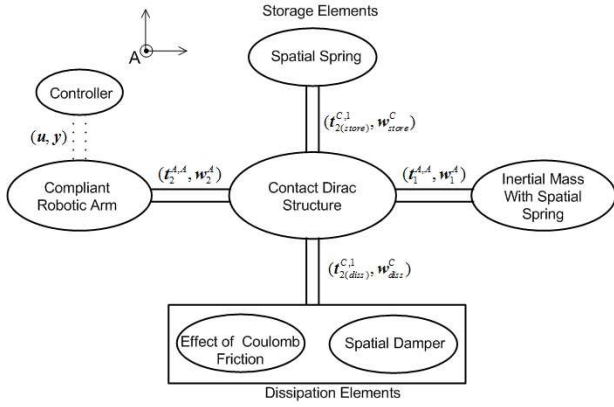 Storage Elements
A
Spatial Spring
Controller
(u, y)
(t_{2(store)}^{C,1}, w_{store}^{C})
Compliant
Robotic Arm
(t_2^{A,A}, w_2^A)
Contact Dirac
Structure
(t_1^{A,A}, w_1^A)
Inertial Mass
With Spatial
Spring
(t_{2(diss)}^{C,1}, w_{diss}^{C})
Effect of Coulomb
Friction
Spatial Damper
Dissipation Elements